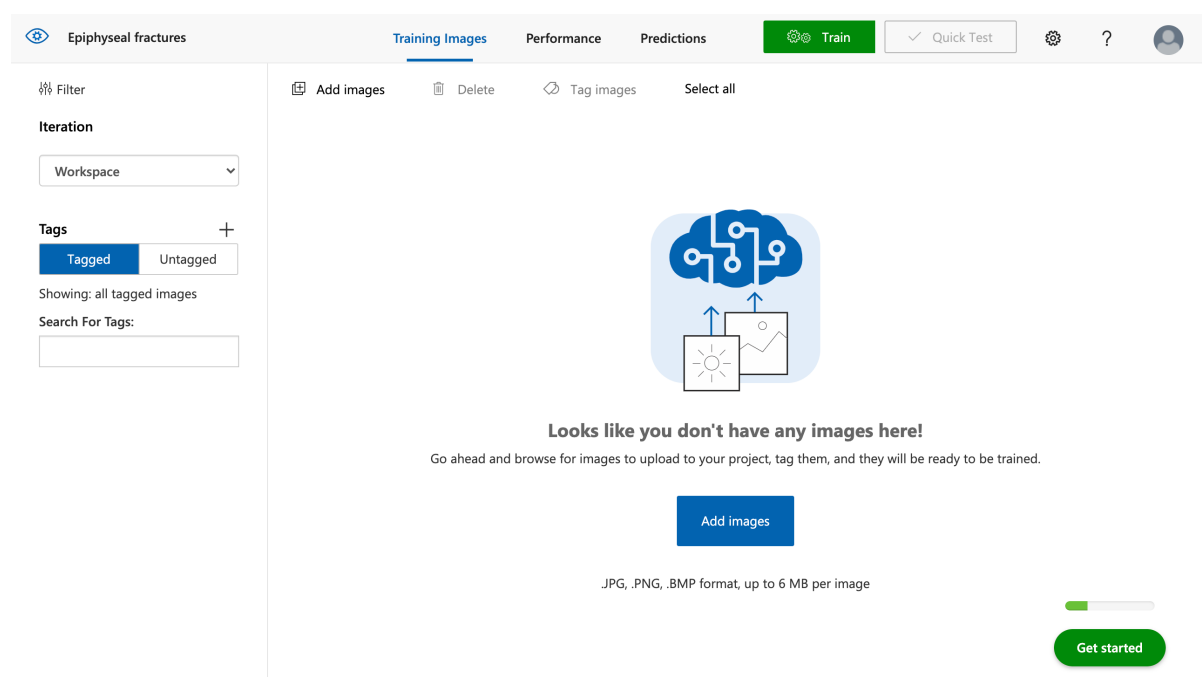 Epiphyseal fractures
Training Images
Performance
Predictions
Train
Quick Test
?
Filter
Iteration
Workspace
Tags
Tagged
Untagged
Showing: all tagged images
Search For Tags:
Add images
Delete
Tag images
Select all
Looks like you don't have any images here!
Go ahead and browse for images to upload to your project, tag them, and they will be ready to be trained.
Add images
.JPG, .PNG, .BMP format, up to 6 MB per image
Get started